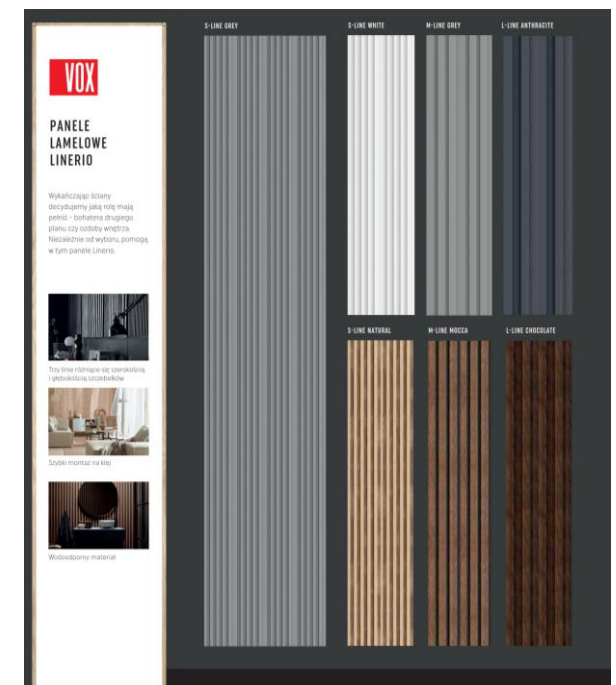 VOX
PANELE
LAMELOWE
LINERIO
Wykańczając ściany
decydujemy jaką rolę mają
pełnić - bohatera drugiego
planu czy ozdoby wnętrza.
Niezależnie od wyboru, pomogą
w tym panele Linerio.
Trzy linie różniące się szerokością
i głębokością szczebelków
Szybki montaż na klej
Wodoodporny materiał
S-LINE GREY
S-LINE WHITE
M-LINE GREY
L-LINE ANTHRACITE
S-LINE NATURAL
M-LINE MOCCA
L-LINE CHOCOLATE